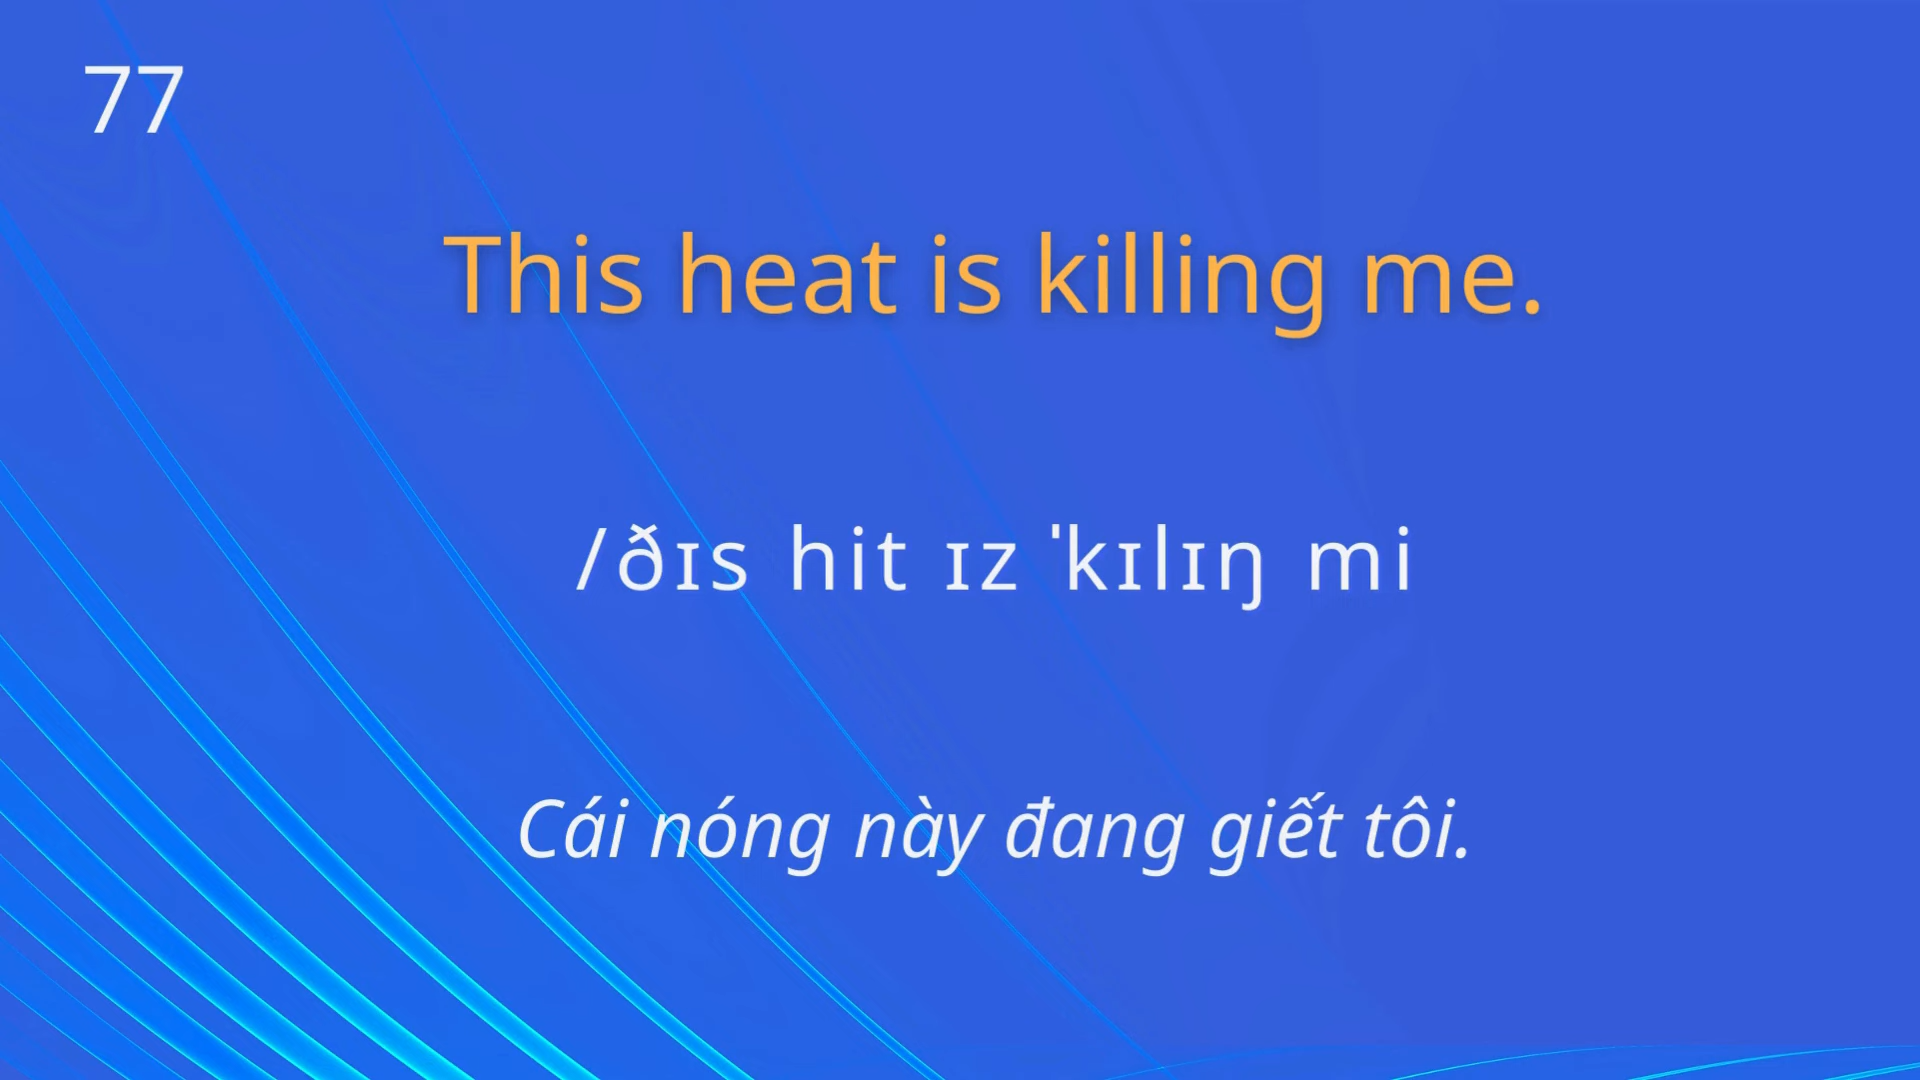 77
This heat is killing me.
/ðɪs hit ɪz ˈkɪlɪŋ mi
Cái nóng này đang giết tôi.